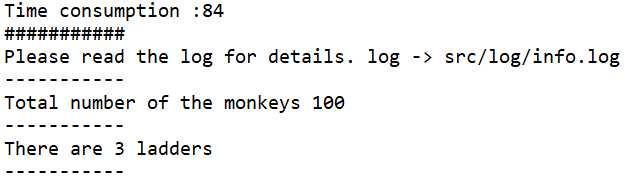 Time consumption :84
###########
Please read the log for details. log -> src/log/info.log
-----------
Total number of the monkeys 100
-----------
There are 3 ladders
-----------